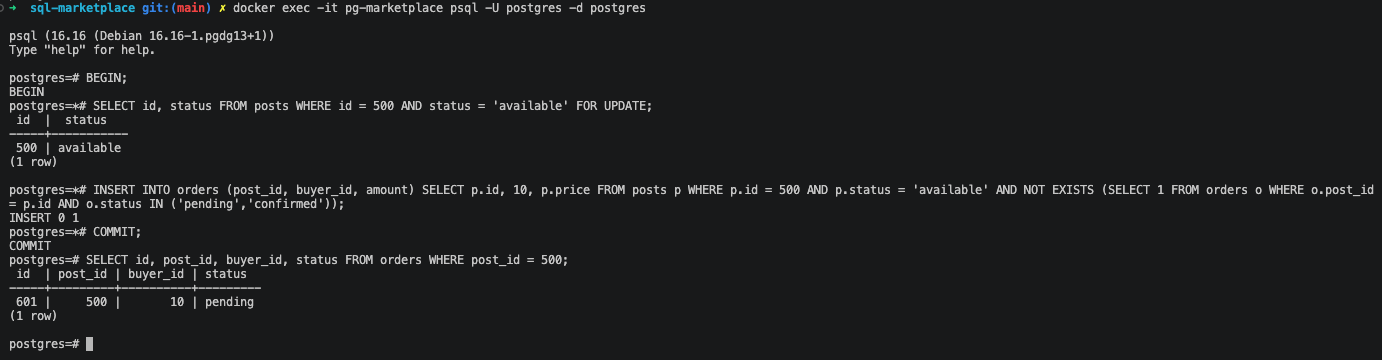 → sql-marketplace git:(main) ✗ docker exec -it pg-marketplace psql -U postgres -d postgres
psql (16.16 (Debian 16.16-1.pgdg13+1))
Type "help" for help.
postgres=# BEGIN;
BEGIN
postgres=*# SELECT id, status FROM posts WHERE id = 500 AND status = 'available' FOR UPDATE;
 id  |  status
-----+-----------
 500 | available
(1 row)
postgres=*# INSERT INTO orders (post_id, buyer_id, amount) SELECT p.id, 10, p.price FROM posts p WHERE p.id = 500 AND p.status = 'available' AND NOT EXISTS (SELECT 1 FROM orders o WHERE o.post_id
= p.id AND o.status IN ('pending','confirmed'));
INSERT 0 1
postgres=*# COMMIT;
COMMIT
postgres=# SELECT id, post_id, buyer_id, status FROM orders WHERE post_id = 500;
 id  | post_id | buyer_id | status
-----+---------+----------+---------
 601 |     500 |       10 | pending
(1 row)
postgres=#